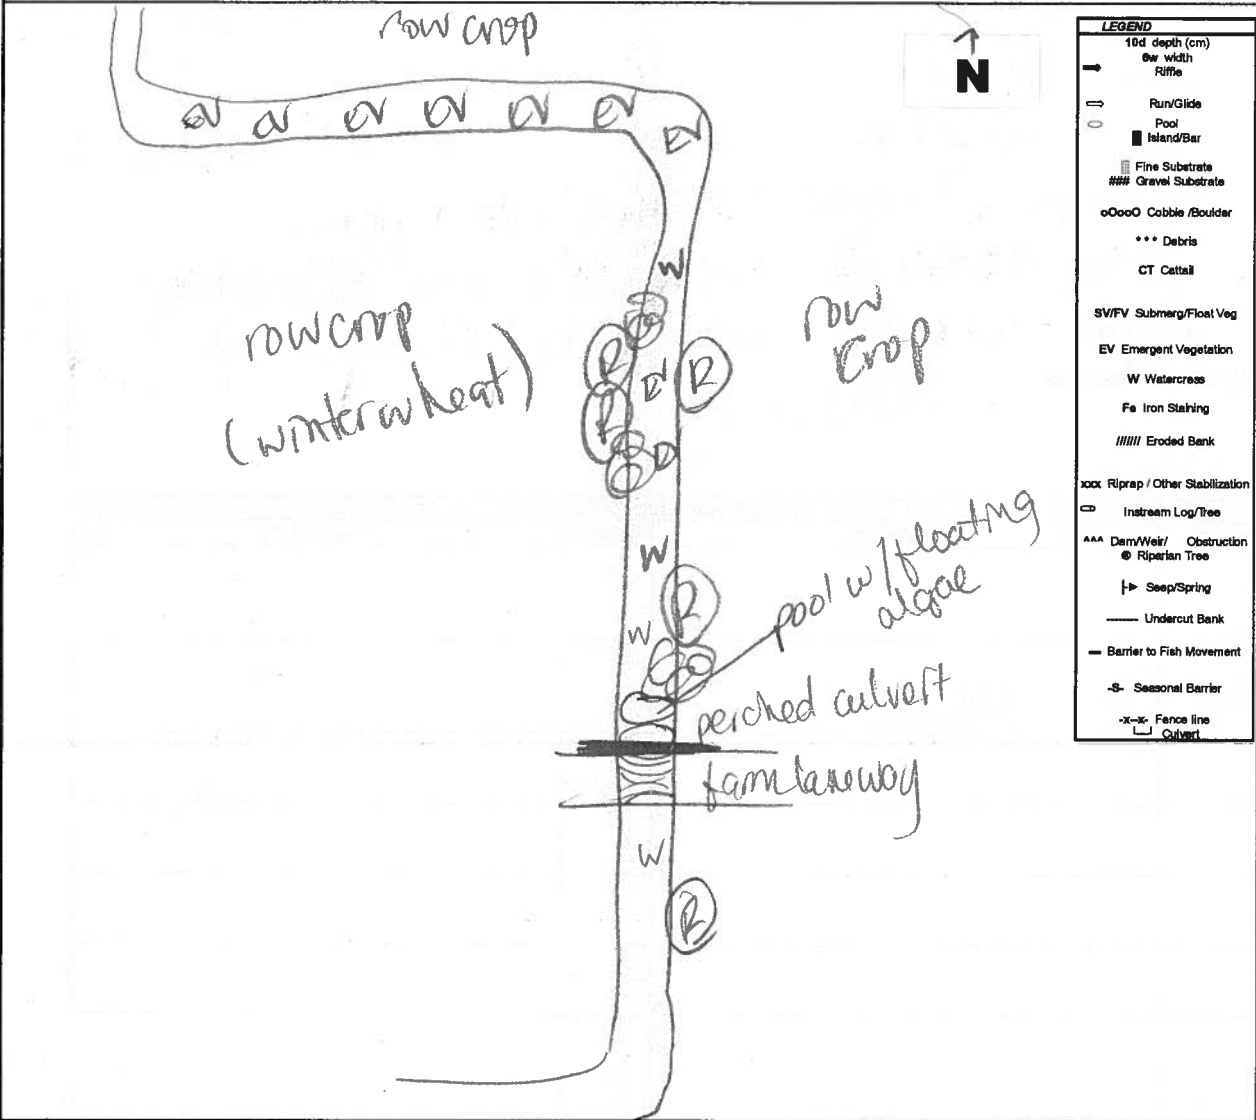 row crop
N
LEGEND
10d depth (cm)
6w width
Riffle
Run/Glide
Pool
Island/Bar
Fine Substrate
### Gravel Substrate
oOooO Cobble /Boulder
*** Debris
CT Cattail
SV/FV Submerg/Float Veg
EV Emergent Vegetation
W Watercress
Fe Iron Staining
////// Eroded Bank
xxx Riprap / Other Stabilization
Instream Log/Tree
^^^ Dam/Weir/ Obstruction
Riparian Tree
Seep/Spring
Undercut Bank
Barrier to Fish Movement
-S- Seasonal Barrier
-x-x- Fence line
Culvert
EV EV EV EV EV EV
EV
W
row crop
(winter wheat)
row
crop
R
EV
R
R
W
R
W
pool w/floating
algae
perched culvert
farm laneway
W
R